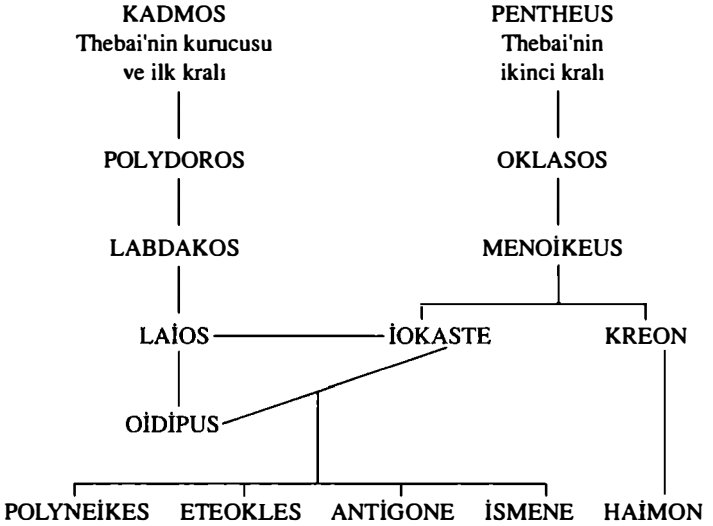 KADMOS
Thebai'nin kurucusu
ve ilk kralı
PENTHEUS
Thebai'nin
ikinci kralı
POLYDOROS
OKLASOS
LABDAKOS
MENOİKEUS
LAİOS
İOKASTE
KREON
OİDİPUS
POLYNEİKES
ETEOKLES
ANTİGONE
İSMENE
HAİMON